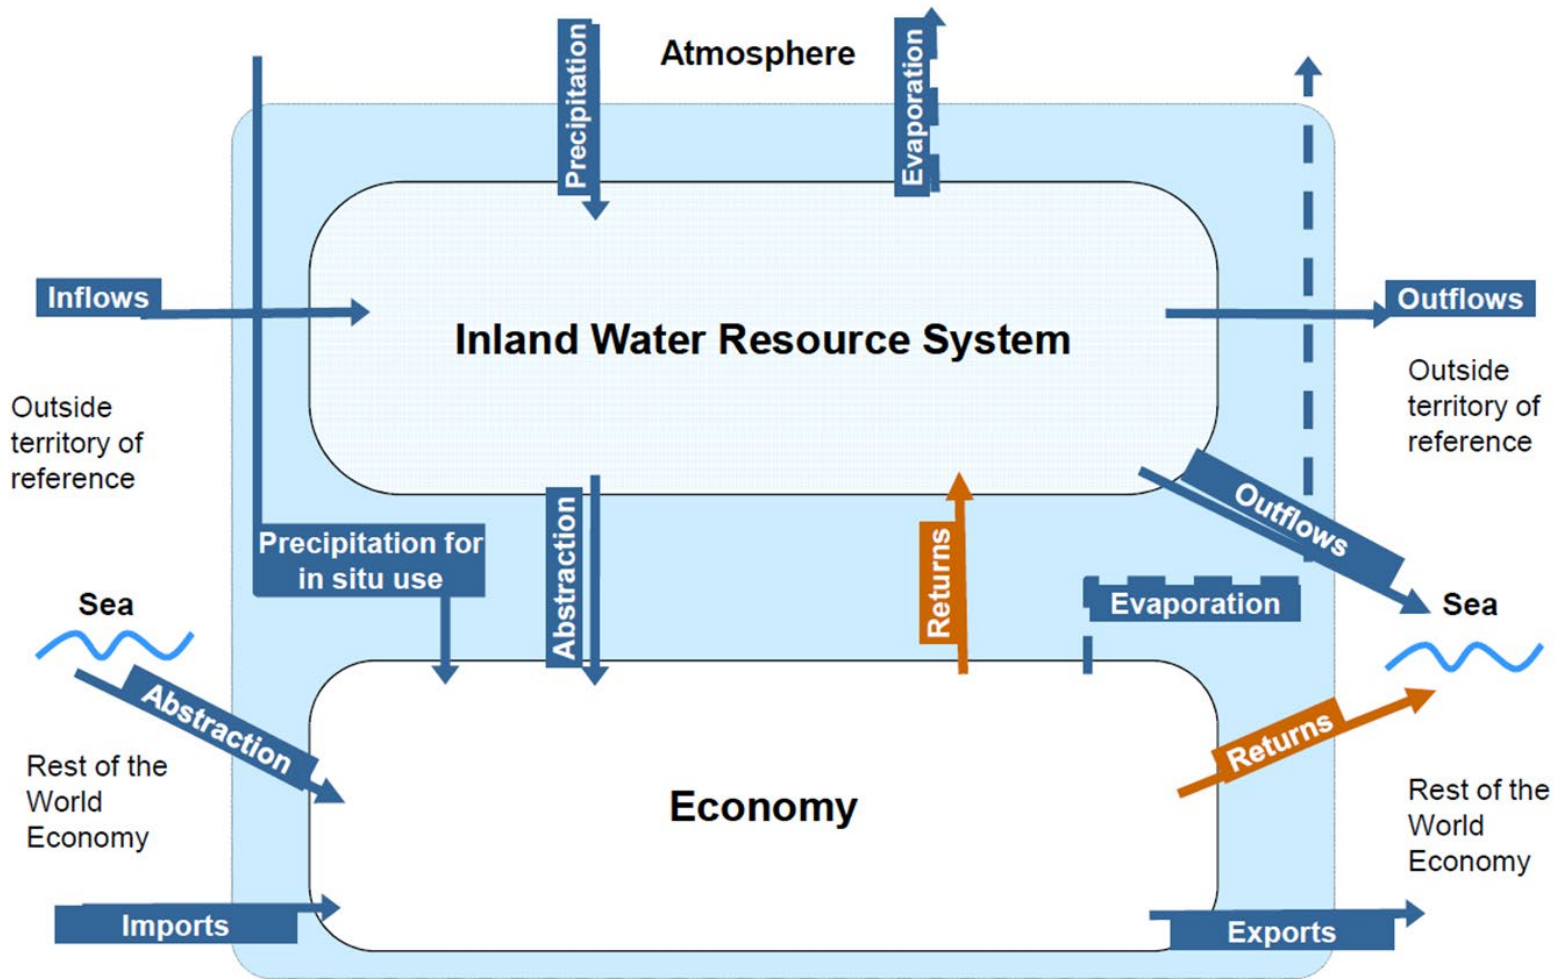 Atmosphere
Precipitation
Evaporation
Inflows
Outflows
Inland Water Resource System
Outside
territory of
reference
Outside
territory of
reference
Precipitation for
in situ use
Abstraction
Returns
Outflows
Evaporation
Sea
Sea
Abstraction
Returns
Rest of the
World
Economy
Economy
Rest of the
World
Economy
Imports
Exports